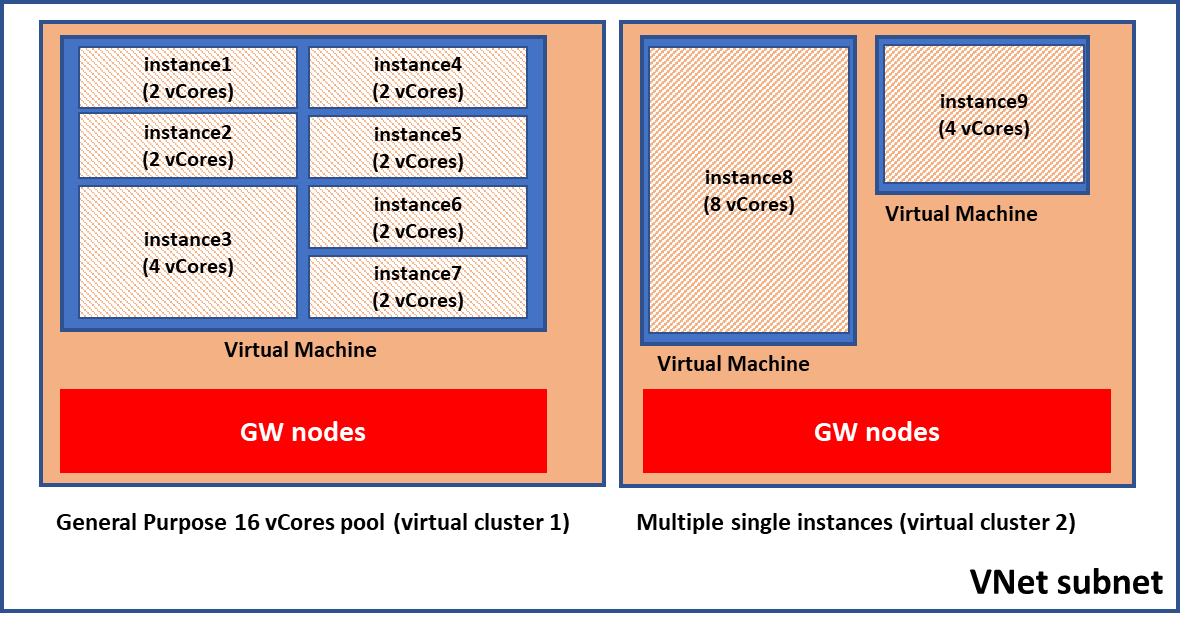 instance1
(2 vCores)
instance2
(2 vCores)
instance3
(4 vCores)
instance4
(2 vCores)
instance5
(2 vCores)
instance6
(2 vCores)
instance7
(2 vCores)
Virtual Machine
GW nodes
General Purpose 16 vCores pool (virtual cluster 1)
instance8
(8 vCores)
Virtual Machine
instance9
(4 vCores)
Virtual Machine
GW nodes
Multiple single instances (virtual cluster 2)
VNet subnet